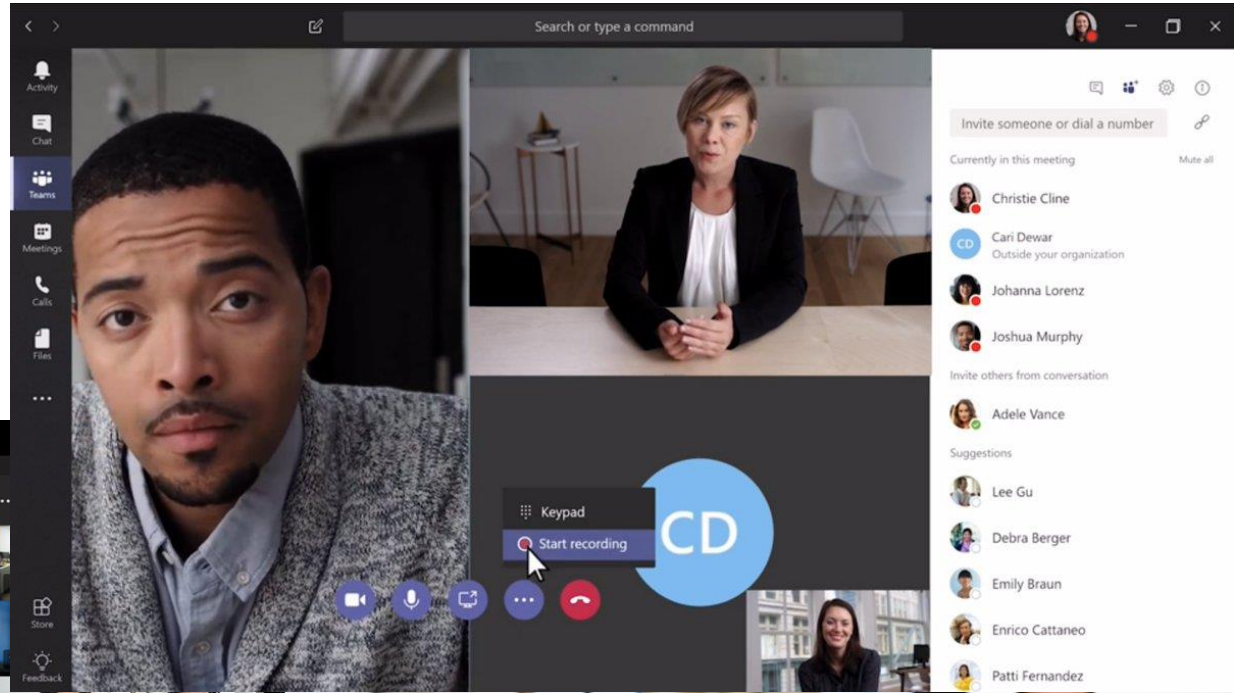 Search or type a command
Activity
Chat
Teams
Meetings
Calls
Files
Store
Feedback
Keypad
Start recording
CD
Invite someone or dial a number
Currently in this meeting Mute all
Christie Cline
CD
Cari Dewar
Outside your organization
Johanna Lorenz
Joshua Murphy
Invite others from conversation
Adele Vance
Suggestions
Lee Gu
Debra Berger
Emily Braun
Enrico Cattaneo
Patti Fernandez